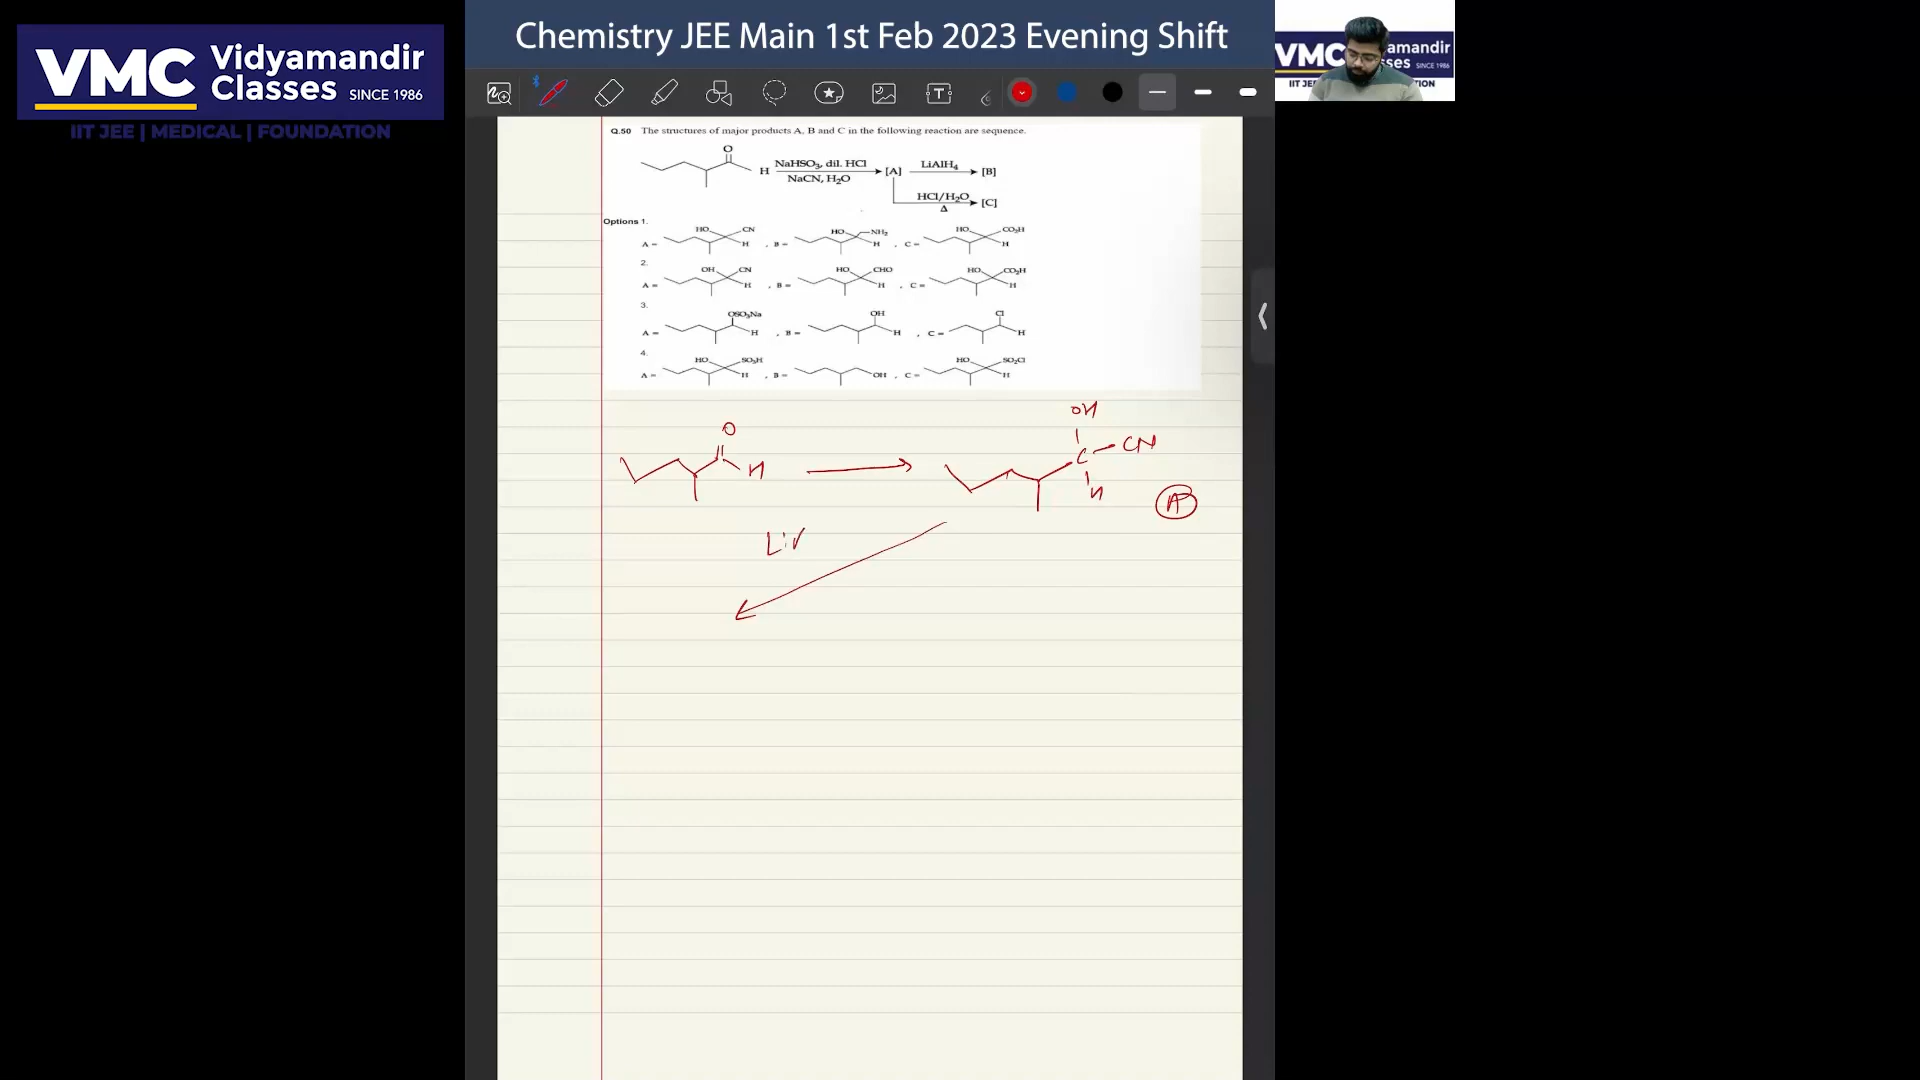 VMC Vidyamandir Classes SINCE 1986
IIT JEE | MEDICAL | FOUNDATION
Chemistry JEE Main 1st Feb 2023 Evening Shift
Q.50 The structures of major products A, B and C in the following reaction are sequence.
O
H
NaHSO₃, dil. HCl
NaCN, H₂O
[A]
LiAlH₄
[B]
HCl/H₂O
Δ
[C]
Options 1.
HO CN HO NH₂ HO CO₂H
A = H , B = H , C = H
2.
OH CN HO CHO HO CO₂H
A = H , B = H , C = H
3.
OSO₃Na OH Cl
A = H , B = H , C = H
4.
HO SO₃H HO SO₂Cl
A = H , B = OH , C = H
O
H
OH
C CN
H
A
Li